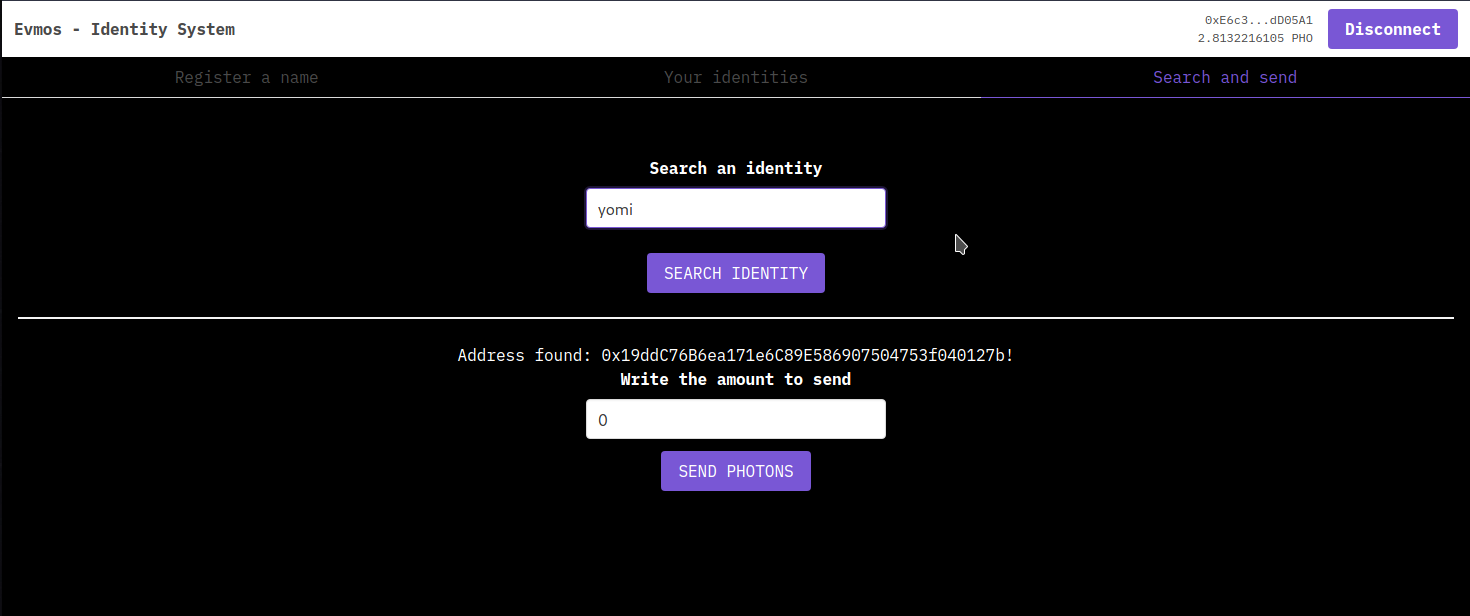 Evmos - Identity System
0xE6c3...dD05A1
2.8132216105 PHO
Disconnect
Register a name
Your identities
Search and send
Search an identity
yomi
SEARCH IDENTITY
Address found: 0x19ddC76B6ea171e6C89E586907504753f040127b!
Write the amount to send
0
SEND PHOTONS